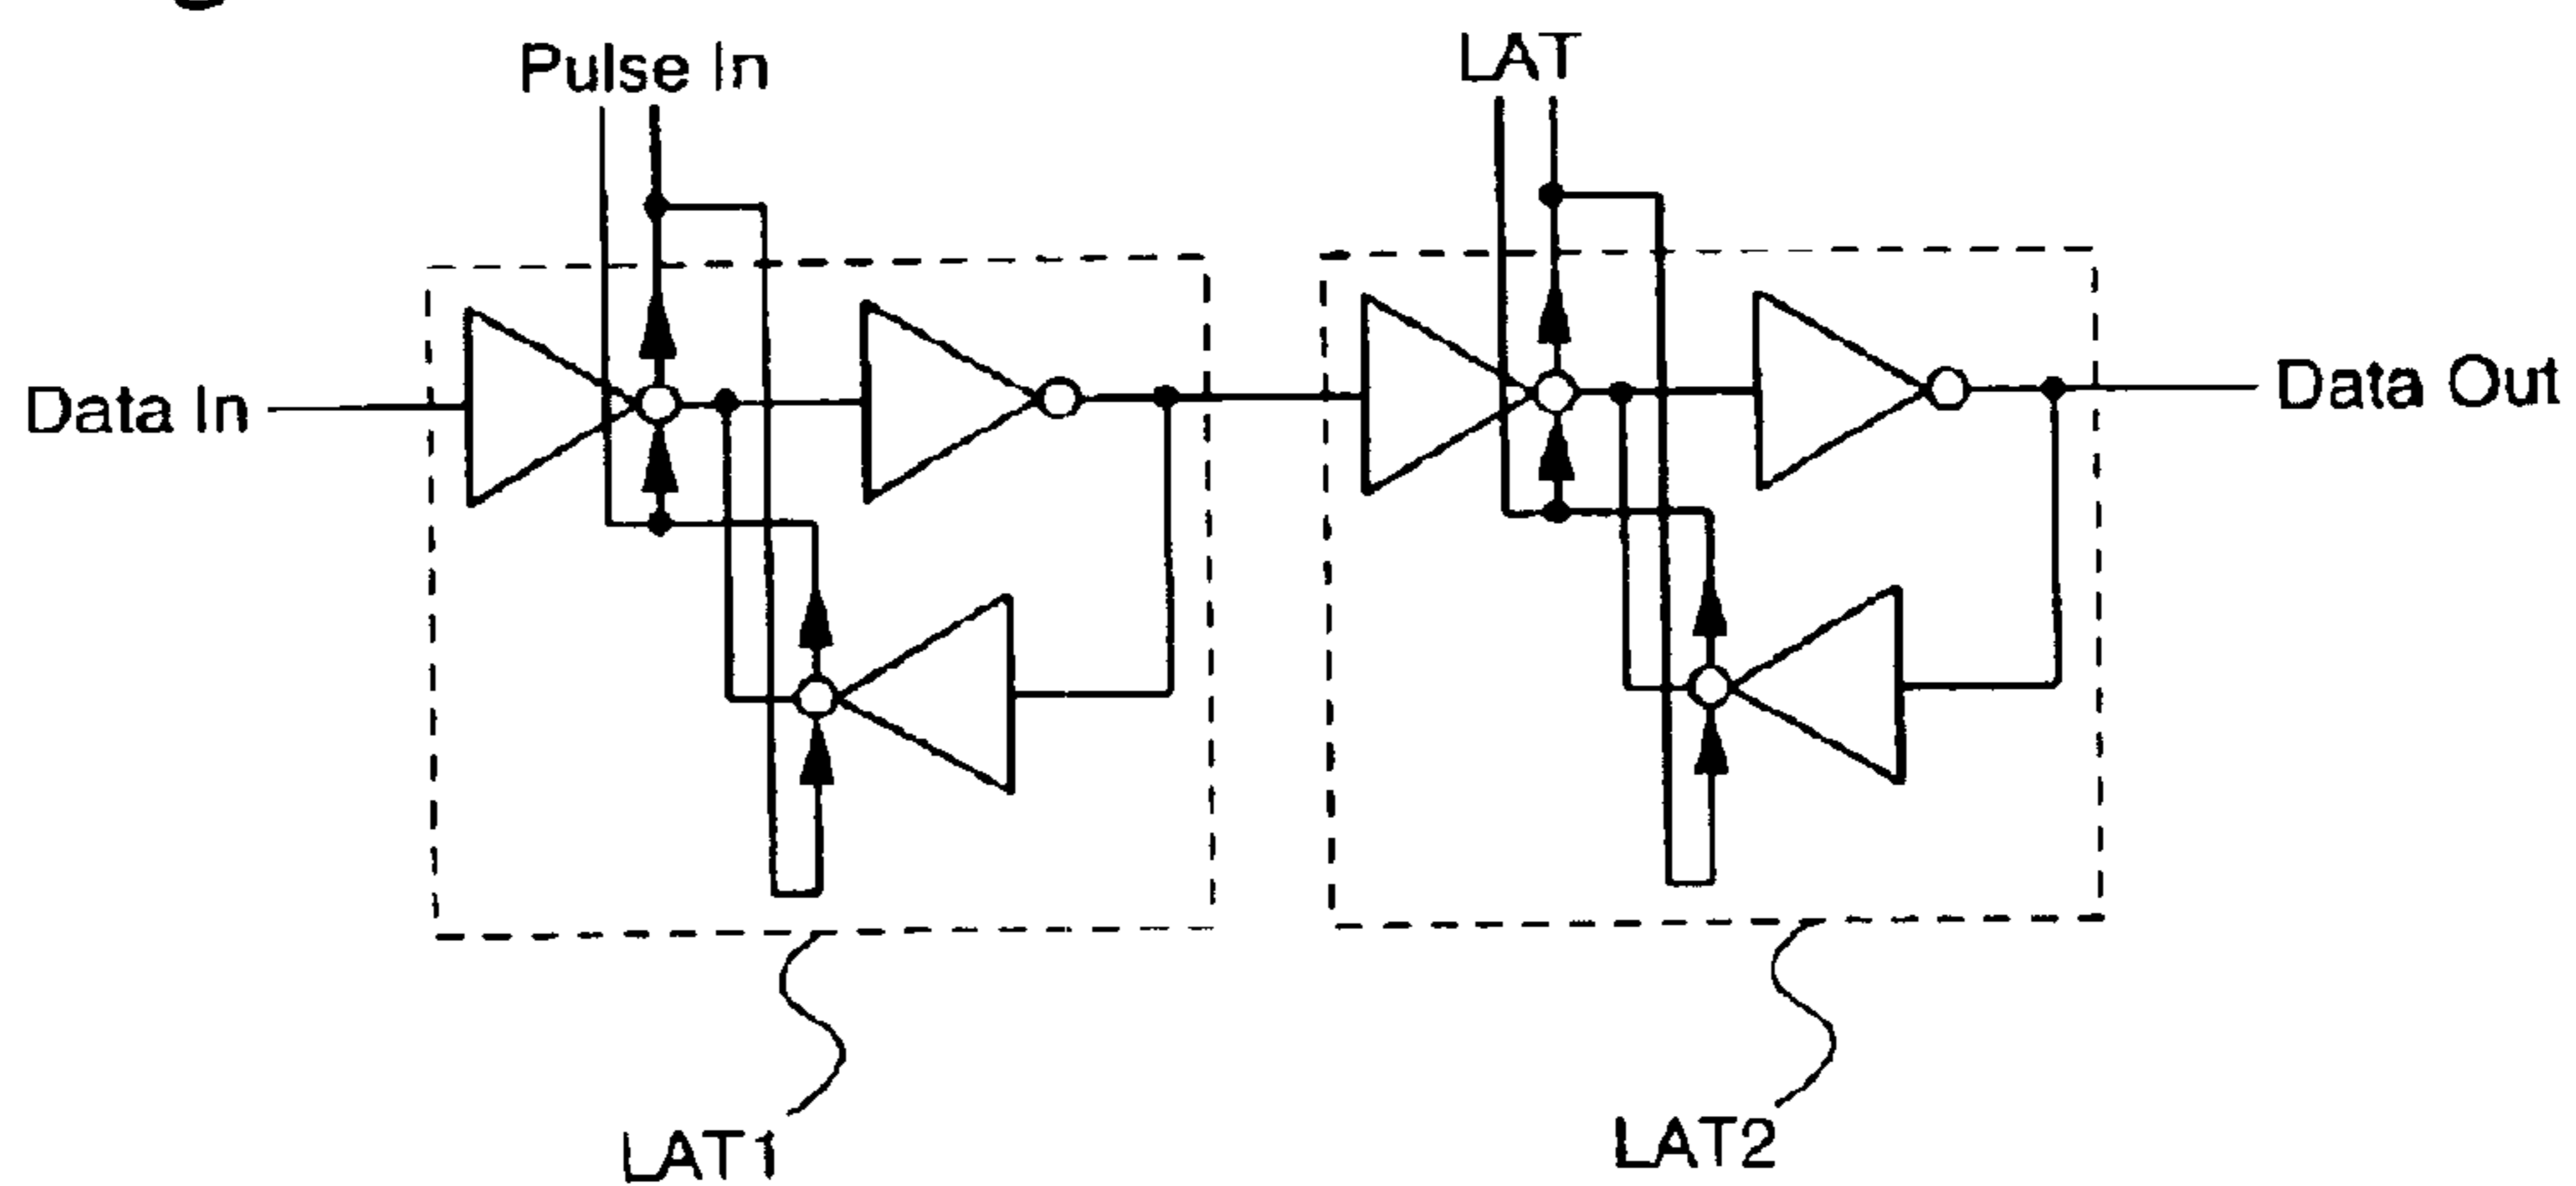 Pulse In
LAT
Data In
Data Out
LAT1
LAT2